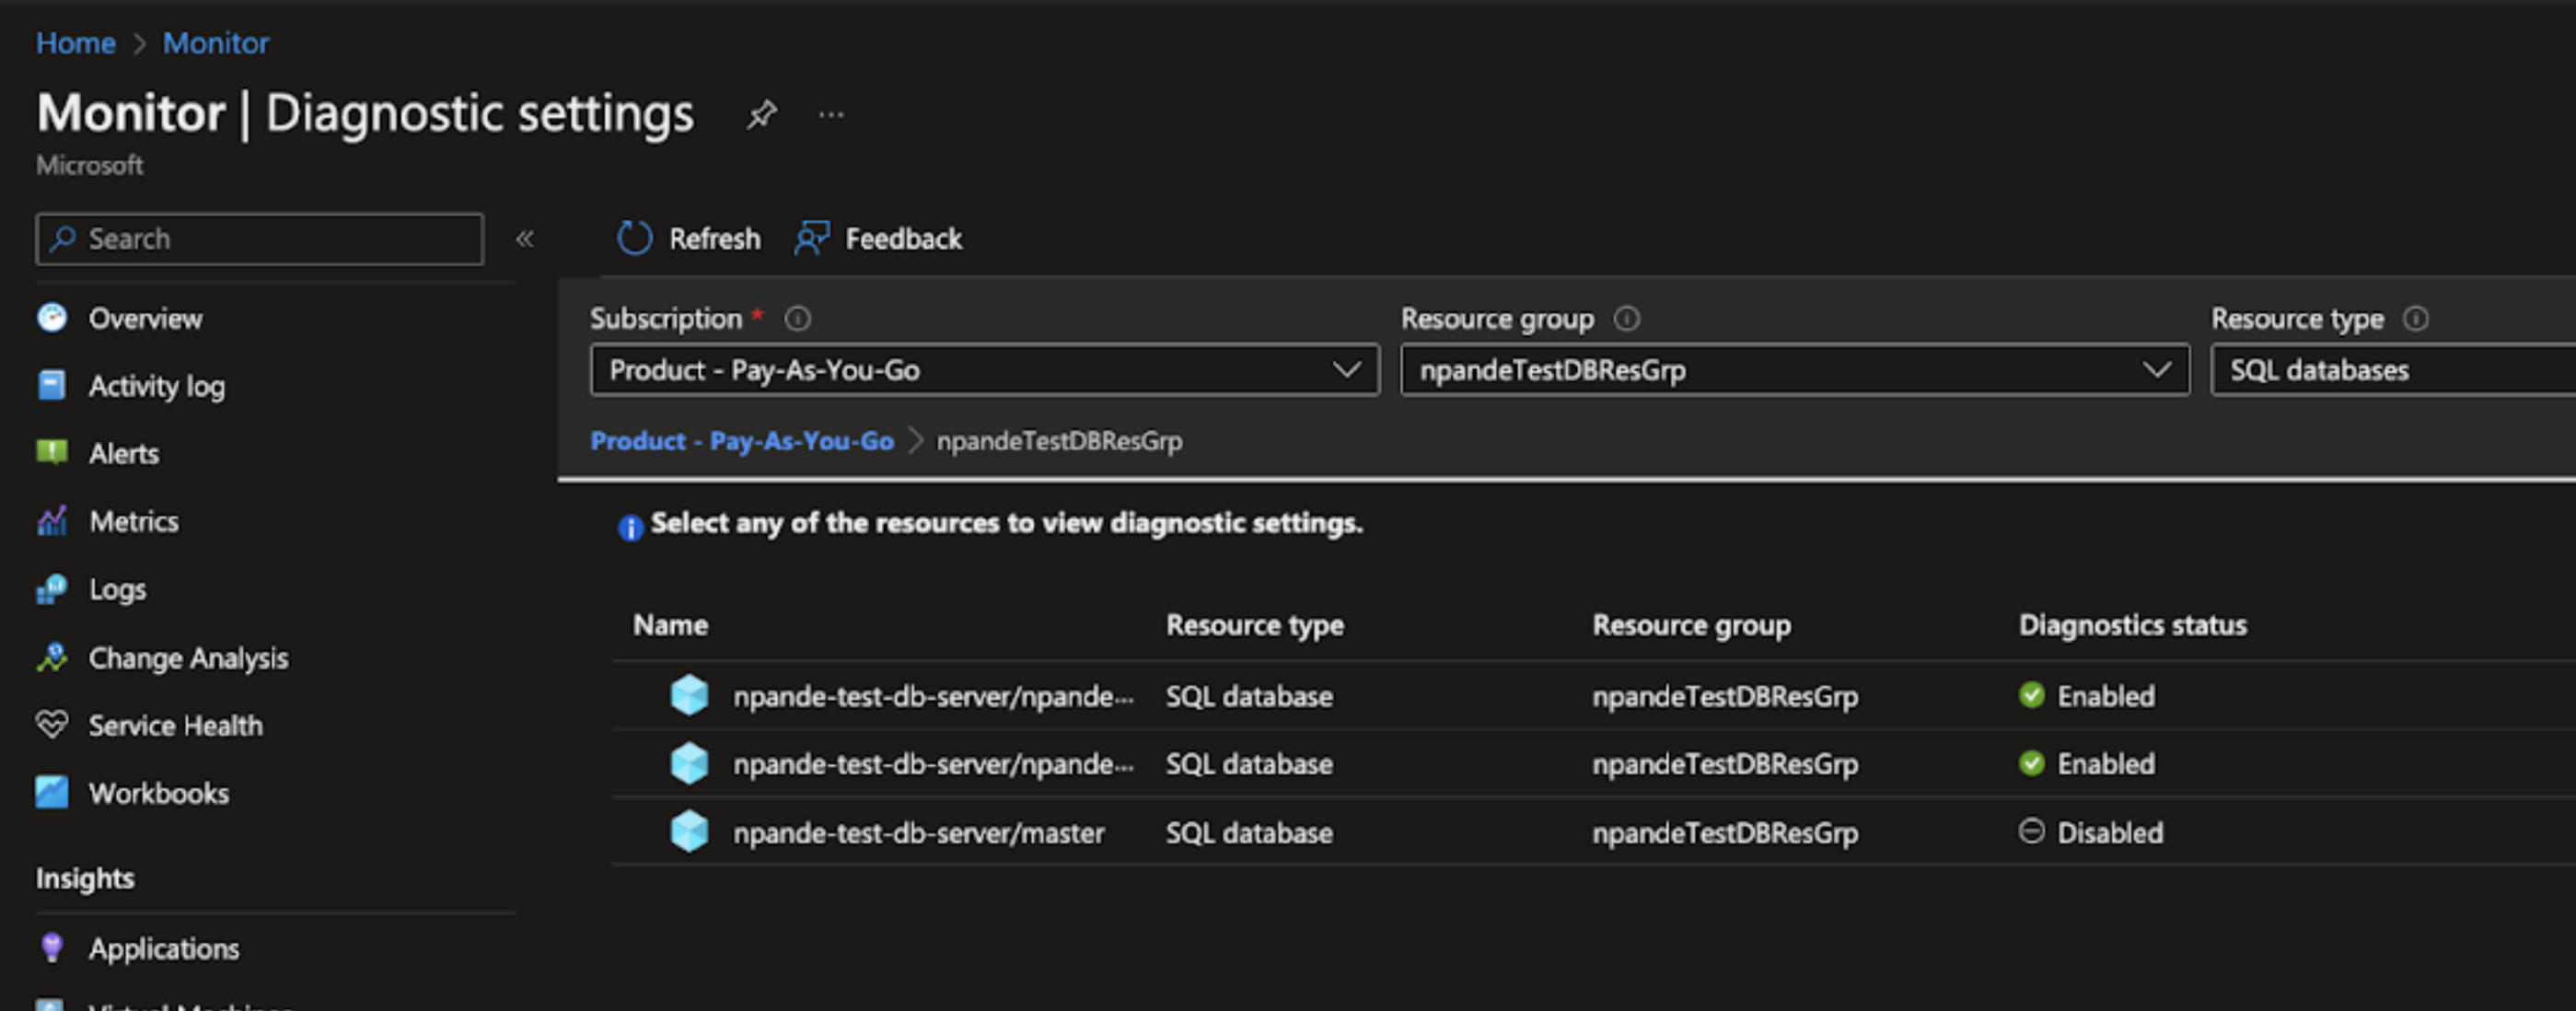 Home > Monitor
Monitor | Diagnostic settings ...
Microsoft
Search «
Overview
Activity log
Alerts
Metrics
Logs
Change Analysis
Service Health
Workbooks
Insights
Applications
Virtual Machines
Refresh Feedback
Subscription * Resource group Resource type
Product - Pay-As-You-Go npandeTestDBResGrp SQL databases
Product - Pay-As-You-Go > npandeTestDBResGrp
Select any of the resources to view diagnostic settings.
Name Resource type Resource group Diagnostics status
npande-test-db-server/npande··· SQL database npandeTestDBResGrp Enabled
npande-test-db-server/npande··· SQL database npandeTestDBResGrp Enabled
npande-test-db-server/master SQL database npandeTestDBResGrp Disabled